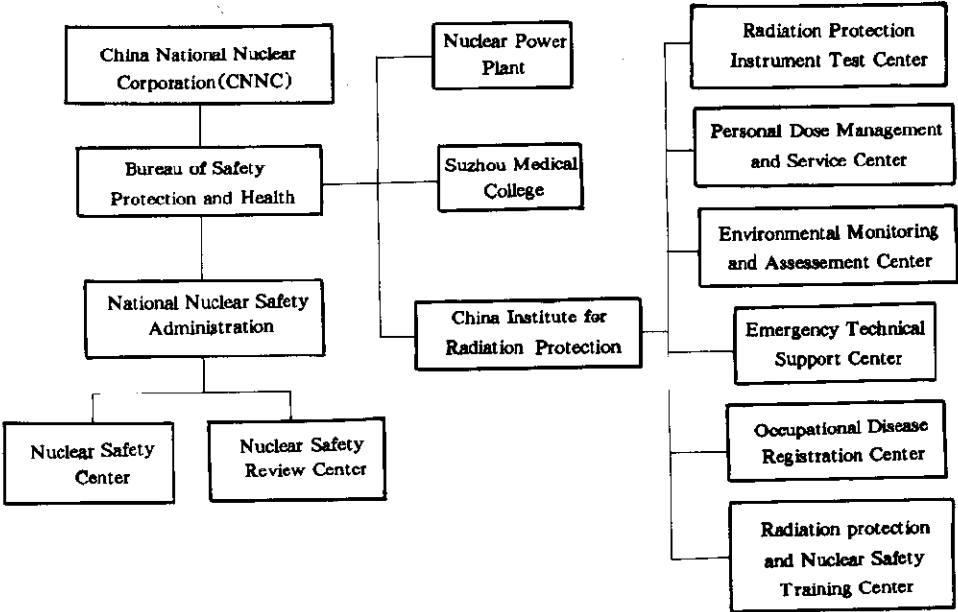 China National Nuclear
Corporation(CNNC)
Bureau of Safety
Protection and Health
National Nuclear Safety
Administration
Nuclear Safety
Center
Nuclear Safety
Review Center
Nuclear Power
Plant
Suzhou Medical
College
China Institute for
Radiation Protection
Radiation Protection
Instrument Test Center
Personal Dose Management
and Service Center
Environmental Monitoring
and Assessement Center
Emergency Technical
Support Center
Occupational Disease
Registration Center
Radiation protection
and Nuclear Safety
Training Center